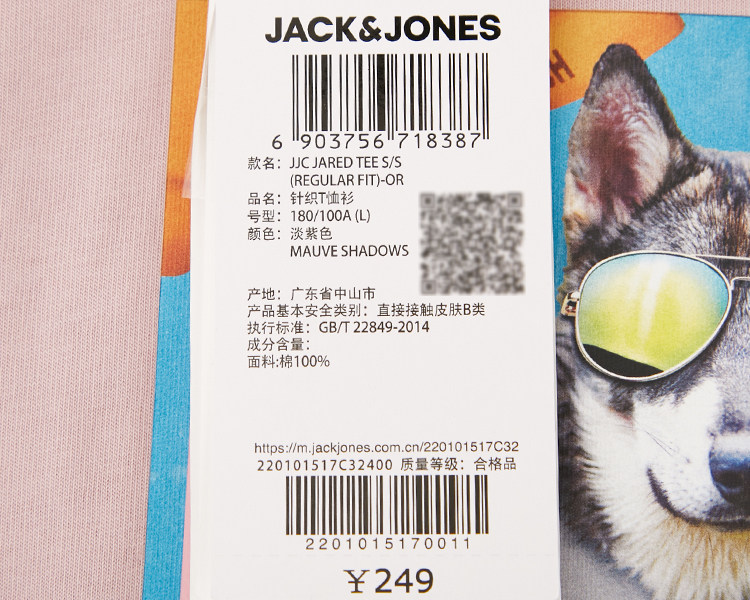 JACK&JONES
6 903756 718387
款名: JJC JARED TEE S/S
(REGULAR FIT)-OR
品名: 针织T恤衫
号型: 180/100A (L)
颜色: 淡紫色
MAUVE SHADOWS
产地: 广东省中山市
产品基本安全类别: 直接接触皮肤B类
执行标准: GB/T 22849-2014
成分含量:
面料:棉100%
https://m.jackjones.com.cn/220101517C32
220101517C32400 质量等级: 合格品
2201015170011
¥249